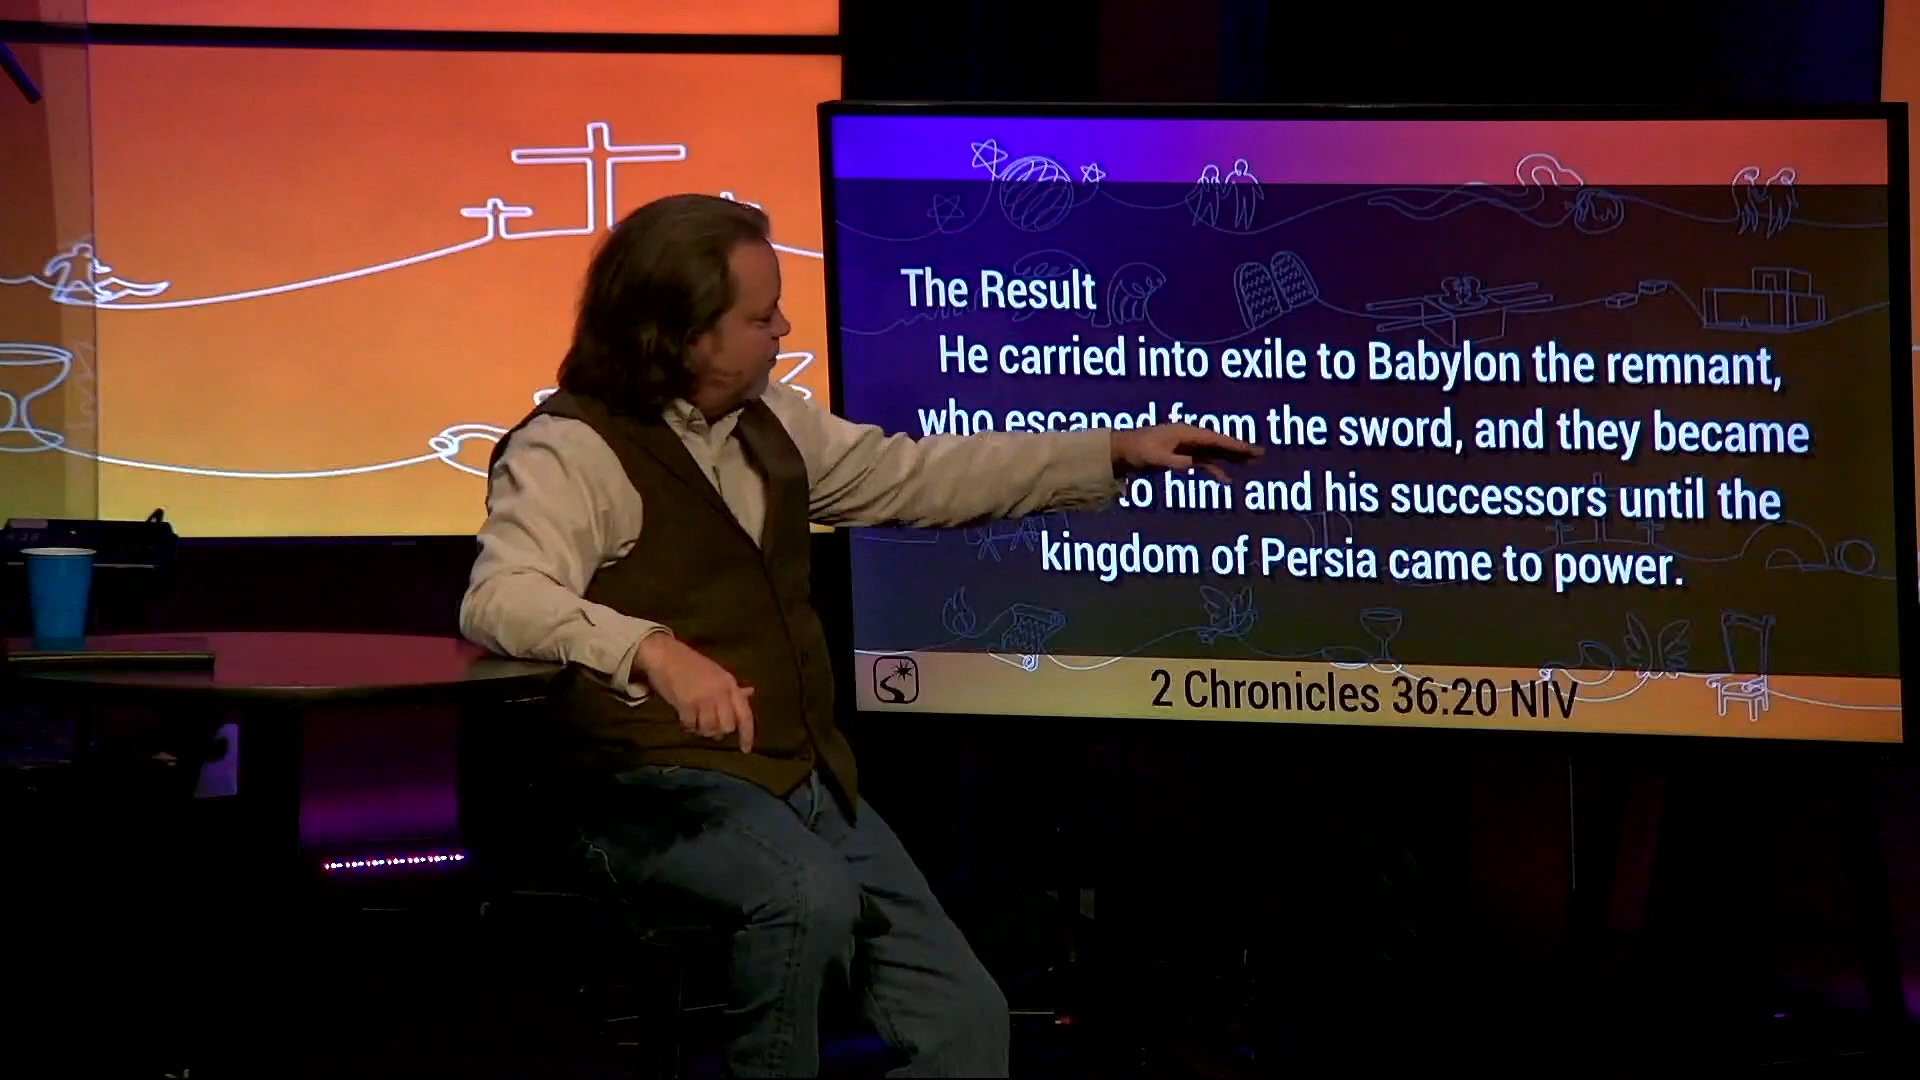 The Result
He carried into exile to Babylon the remnant,
who escaped from the sword, and they became
to him and his successors until the
kingdom of Persia came to power.
2 Chronicles 36:20 NIV